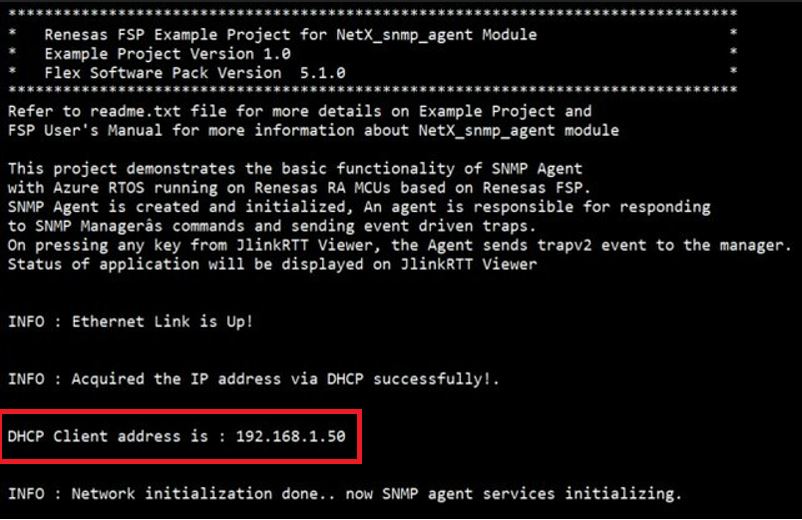 ********************************************************************************
*   Renesas FSP Example Project for NetX_snmp_agent Module                     *
*   Example Project Version 1.0                                                *
*   Flex Software Pack Version  5.1.0                                          *
********************************************************************************
Refer to readme.txt file for more details on Example Project and
FSP User's Manual for more information about NetX_snmp_agent module
This project demonstrates the basic functionality of SNMP Agent
with Azure RTOS running on Renesas RA MCUs based on Renesas FSP.
SNMP Agent is created and initialized, An agent is responsible for responding
to SNMP Managerâs commands and sending event driven traps.
On pressing any key from JlinkRTT Viewer, the Agent sends trapv2 event to the manager.
Status of application will be displayed on JlinkRTT Viewer
INFO : Ethernet Link is Up!
INFO : Acquired the IP address via DHCP successfully!.
DHCP Client address is : 192.168.1.50
INFO : Network initialization done.. now SNMP agent services initializing.